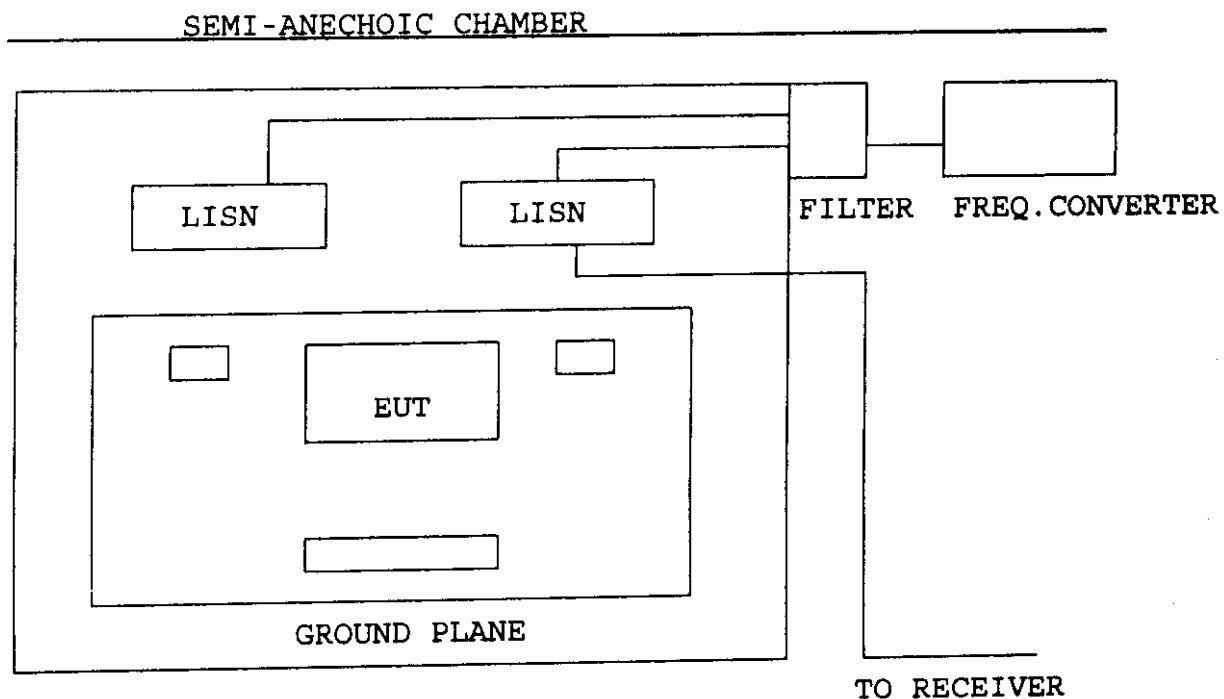 SEMI-ANECHOIC CHAMBER
LISN
LISN
FILTER
FREQ.CONVERTER
EUT
GROUND PLANE
TO RECEIVER